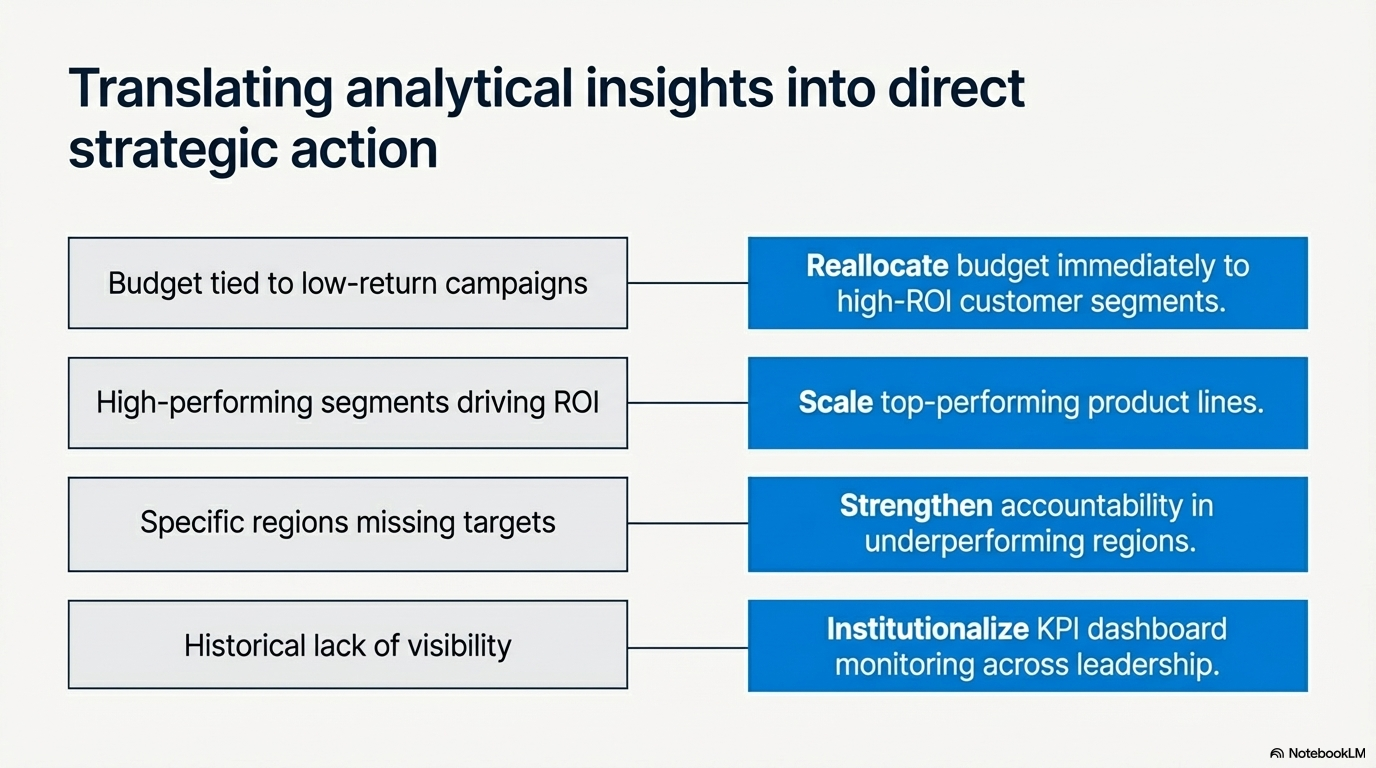 Translating analytical insights into direct
strategic action
Budget tied to low-return campaigns
Reallocate budget immediately to
high-ROI customer segments.
High-performing segments driving ROI
Scale top-performing product lines.
Specific regions missing targets
Strengthen accountability in
underperforming regions.
Historical lack of visibility
Institutionalize KPI dashboard
monitoring across leadership.
NotebookLM